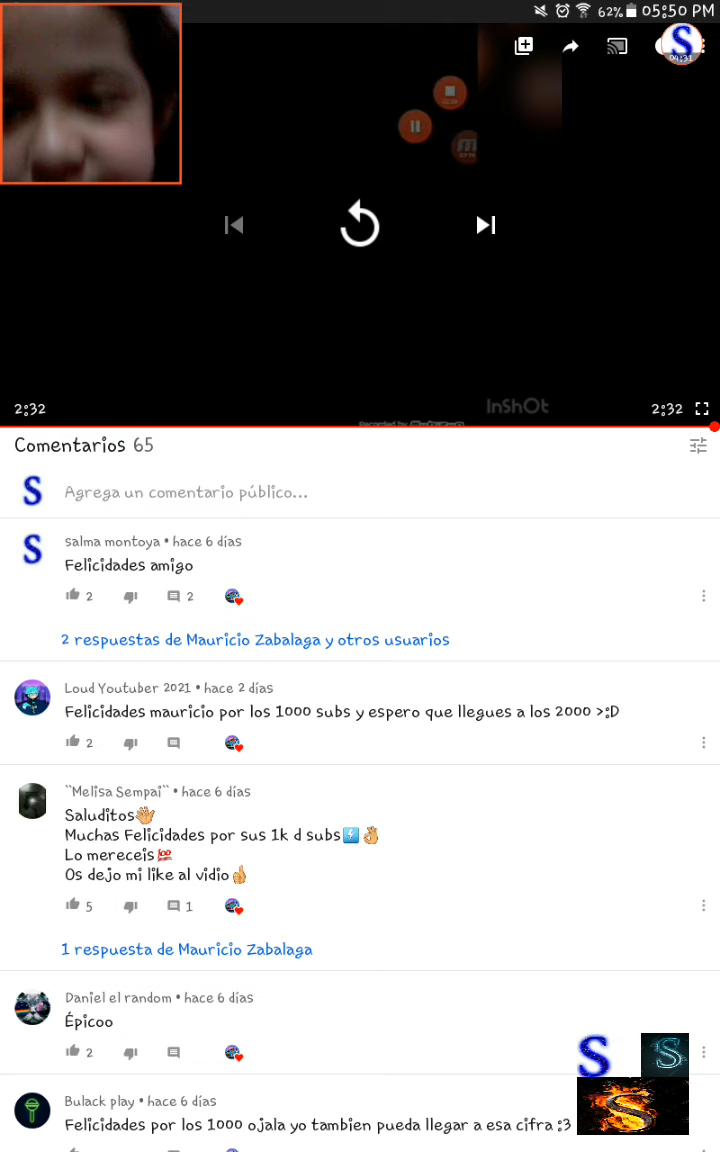 62% 05:50 PM
04:31
2:32
InShOt
2:32
Comentarios 65
S
Agrega un comentario público...
S
salma montoya • hace 6 días
Felicidades amigo
2
2
2 respuestas de Mauricio Zabalaga y otros usuarios
Loud Youtuber 2021 • hace 2 días
Felicidades mauricio por los 1000 subs y espero que llegues a los 2000 >:D
2
``Melisa Sempai`` • hace 6 días
Saluditos👋
Muchas Felicidades por sus 1k d subs⚡👌
Lo mereceis💯
Os dejo mi like al vidio👍
5
1
1 respuesta de Mauricio Zabalaga
Daniel el random • hace 6 días
Épicoo
2
S
S
Bulack play • hace 6 días
S
Felicidades por los 1000 ojala yo tambien pueda llegar a esa cifra :3